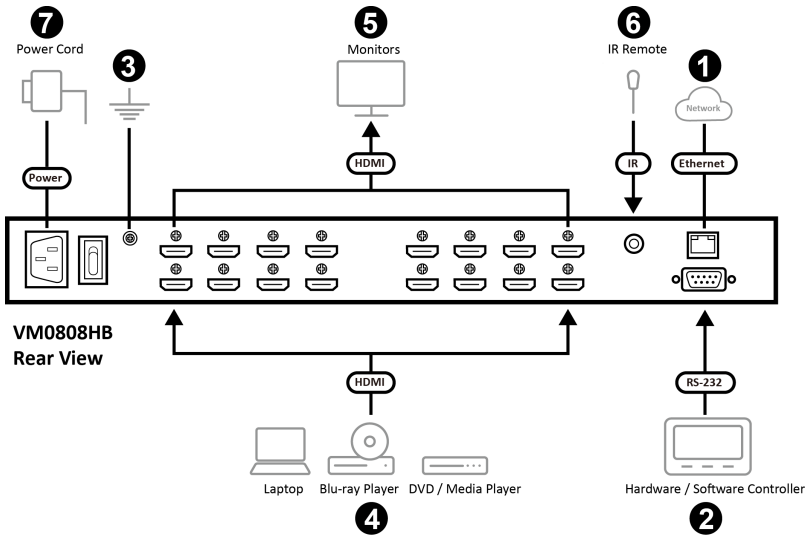 7
5
6
Power Cord
Monitors
IR Remote
3
1
Network
Power
HDMI
IR
Ethernet
VM0808HB
Rear View
HDMI
RS-232
Laptop
Blu-ray Player
DVD / Media Player
Hardware / Software Controller
4
2